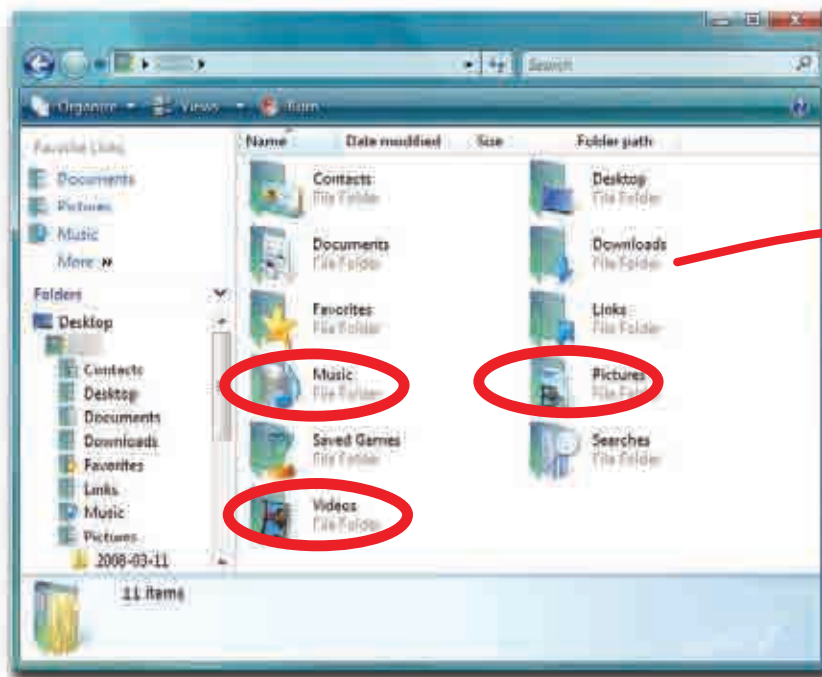 Search
Organize Views Burn
Favorite Links
Documents
Pictures
Music
More »
Folders
Desktop
Contacts
Desktop
Documents
Downloads
Favorites
Links
Music
Pictures
2008-03-11
Name Date modified Size Folder path
Contacts
File Folder
Desktop
File Folder
Documents
File Folder
Downloads
File Folder
Favorites
File Folder
Links
File Folder
Music
File Folder
Pictures
File Folder
Saved Games
File Folder
Searches
File Folder
Videos
File Folder
11 items